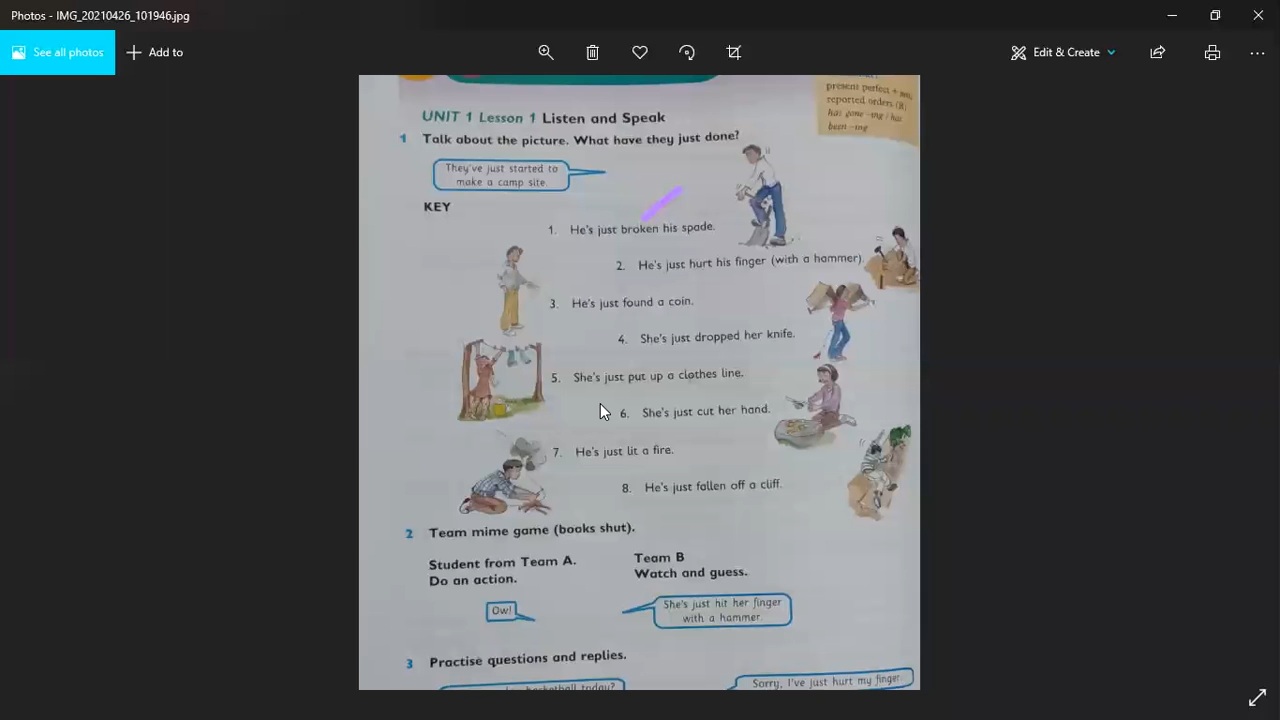 Photos - IMG_20210426_101946.jpg
See all photos
Add to
Edit & Create
present perfect +
reported orders (R)
has gone -ing / has
been -ing
UNIT 1 Lesson 1 Listen and Speak
1 Talk about the picture. What have they just done?
They've just started to
make a camp site.
KEY
1. He's just broken his spade.
2. He's just hurt his finger (with a hammer).
3. He's just found a coin.
4. She's just dropped her knife.
5. She's just put up a clothes line.
6. She's just cut her hand.
7. He's just lit a fire.
8. He's just fallen off a cliff.
2 Team mime game (books shut).
Student from Team A.
Do an action.
Team B
Watch and guess.
Ow!
She's just hit her finger
with a hammer.
3 Practise questions and replies.
basketball today?
Sorry, I've just hurt my finger